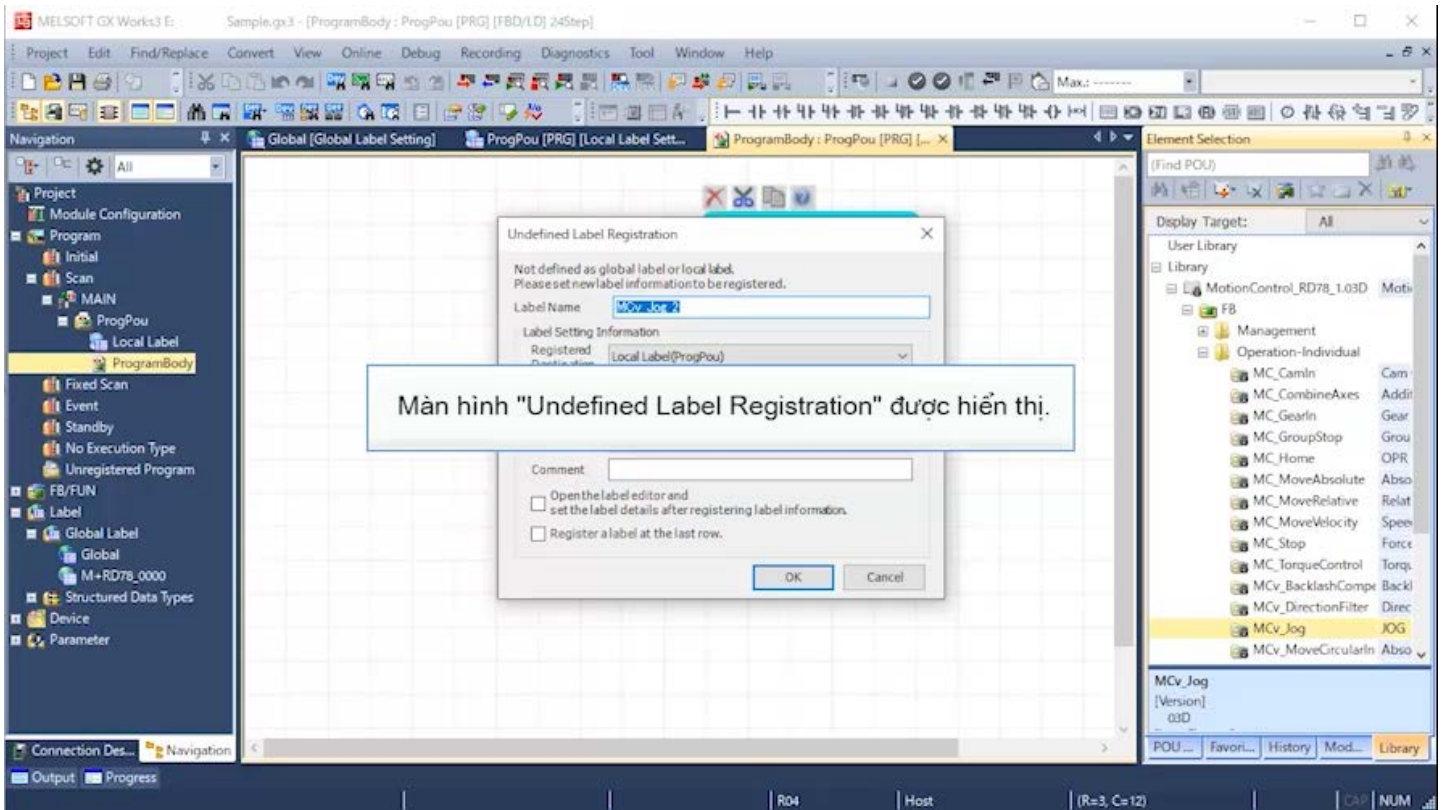 MELSOFT GX Works3 E: Sample.gx3 - [ProgramBody : ProgPou [PRG] [FBD/LD] 24Step]
Project Edit Find/Replace Convert View Online Debug Recording Diagnostics Tool Window Help
Max.: -------
Navigation
All
Project
Module Configuration
Program
Initial
Scan
MAIN
ProgPou
Local Label
ProgramBody
Fixed Scan
Event
Standby
No Execution Type
Unregistered Program
FB/FUN
Label
Global Label
Global
M+RD78_0000
Structured Data Types
Device
Parameter
Connection Des... Navigation
Output Progress
Global [Global Label Setting] ProgPou [PRG] [Local Label Sett... ProgramBody : ProgPou [PRG] [...
Undefined Label Registration
Not defined as global label or local label.
Please set new label information to be registered.
Label Name MCv_Jog_2
Label Setting Information
Registered
Destination Local Label(ProgPou)
Màn hình "Undefined Label Registration" được hiển thị.
Comment
Open the label editor and
set the label details after registering label information.
Register a label at the last row.
OK Cancel
Element Selection
(Find POU)
Display Target: All
User Library
Library
MotionControl_RD78_1.03D Motio
FB
Management
Operation-Individual
MC_CamIn Cam
MC_CombineAxes Addit
MC_GearIn Gear
MC_GroupStop Grou
MC_Home OPR
MC_MoveAbsolute Abso
MC_MoveRelative Relat
MC_MoveVelocity Speed
MC_Stop Force
MC_TorqueControl Torqu
MCv_BacklashCompe Backl
MCv_DirectionFilter Direc
MCv_Jog JOG
MCv_MoveCircularIn Abso
MCv_Jog
[Version]
03D
POU ... Favori... History Mod... Library
R04 Host (R=3, C=12) CAP NUM